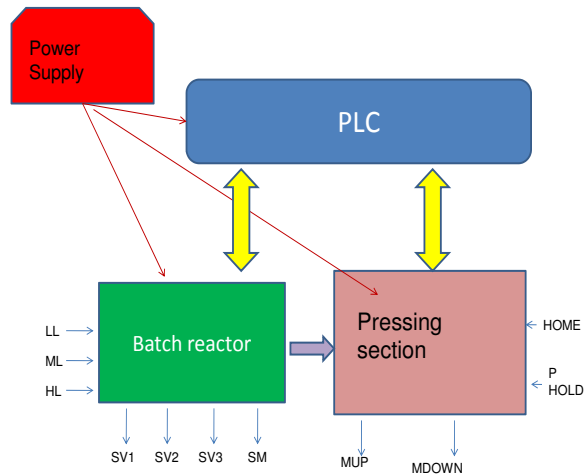 Power
Supply
PLC
Batch reactor
Pressing
section
LL
ML
HL
HOME
P
HOLD
SV1
SV2
SV3
SM
MUP
MDOWN